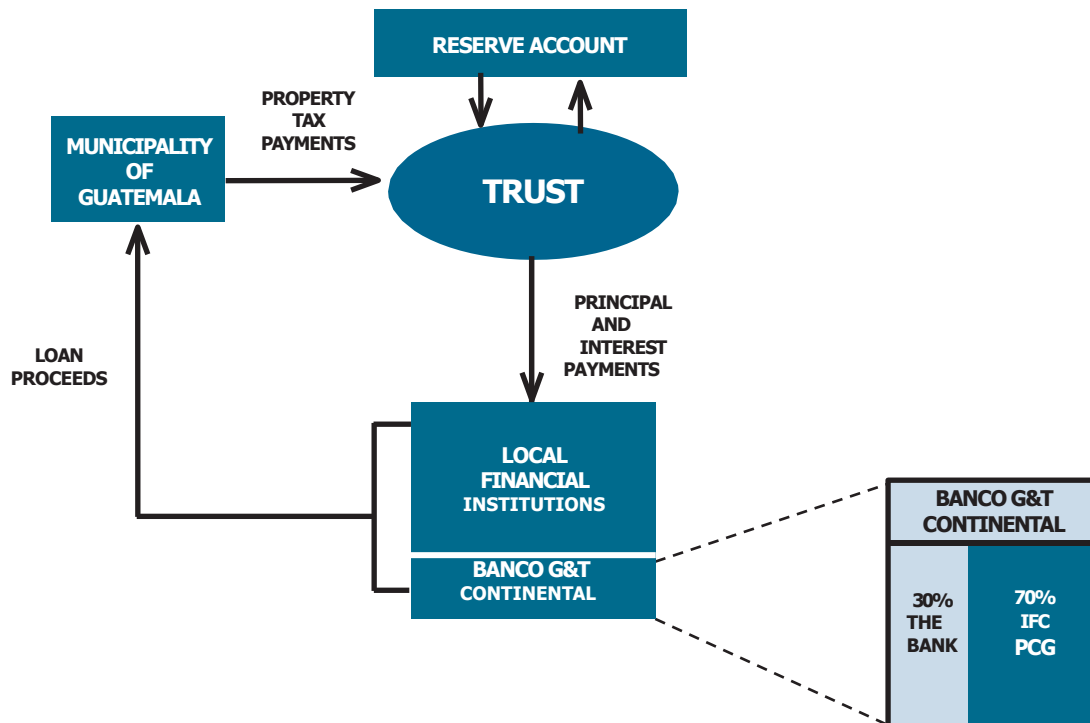 RESERVE ACCOUNT
PROPERTY
TAX
PAYMENTS
MUNICIPALITY
OF
GUATEMALA
TRUST
PRINCIPAL
AND
INTEREST
PAYMENTS
LOAN
PROCEEDS
LOCAL
FINANCIAL
INSTITUTIONS
BANCO G&T
CONTINENTAL
BANCO G&T
CONTINENTAL
30%
THE
BANK
70%
IFC
PCG